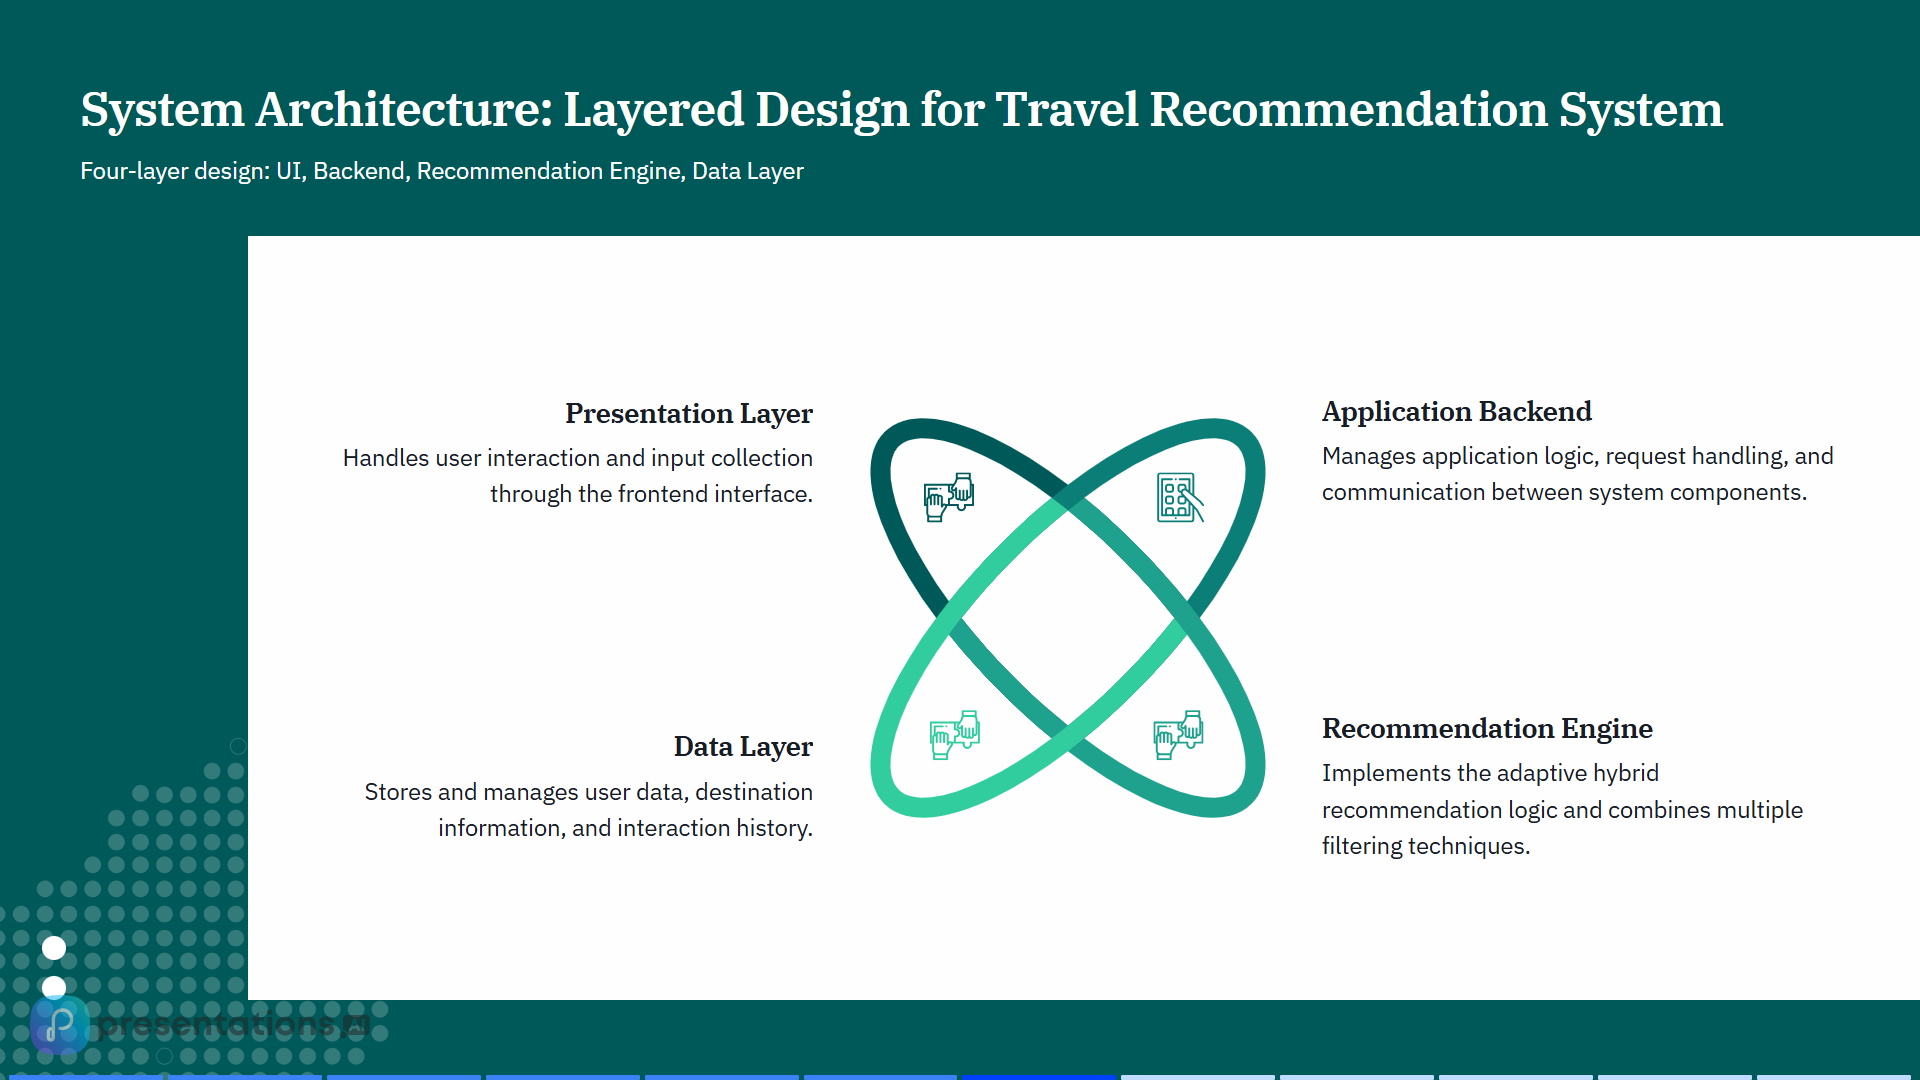 System Architecture: Layered Design for Travel Recommendation System
Four-layer design: UI, Backend, Recommendation Engine, Data Layer
Presentation Layer
Handles user interaction and input collection
through the frontend interface.
Application Backend
Manages application logic, request handling, and
communication between system components.
Data Layer
Stores and manages user data, destination
information, and interaction history.
Recommendation Engine
Implements the adaptive hybrid
recommendation logic and combines multiple
filtering techniques.
presentations